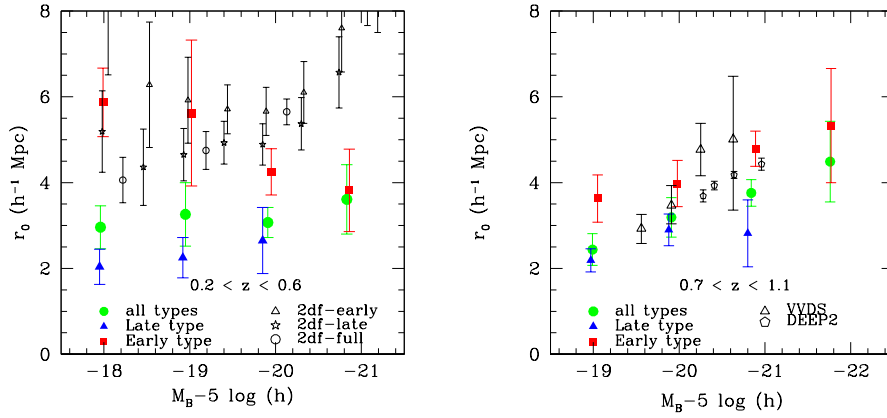 8
6
4
2
0
r₀ (h⁻¹ Mpc)
0.2 < z < 0.6
all types
Late type
Early type
2df-early
2df-late
2df-full
-18 -19 -20 -21
M_B-5 log (h)
8
6
4
2
0
r₀ (h⁻¹ Mpc)
0.7 < z < 1.1
all types
Late type
Early type
VVDS
DEEP2
-19 -20 -21 -22
M_B-5 log (h)